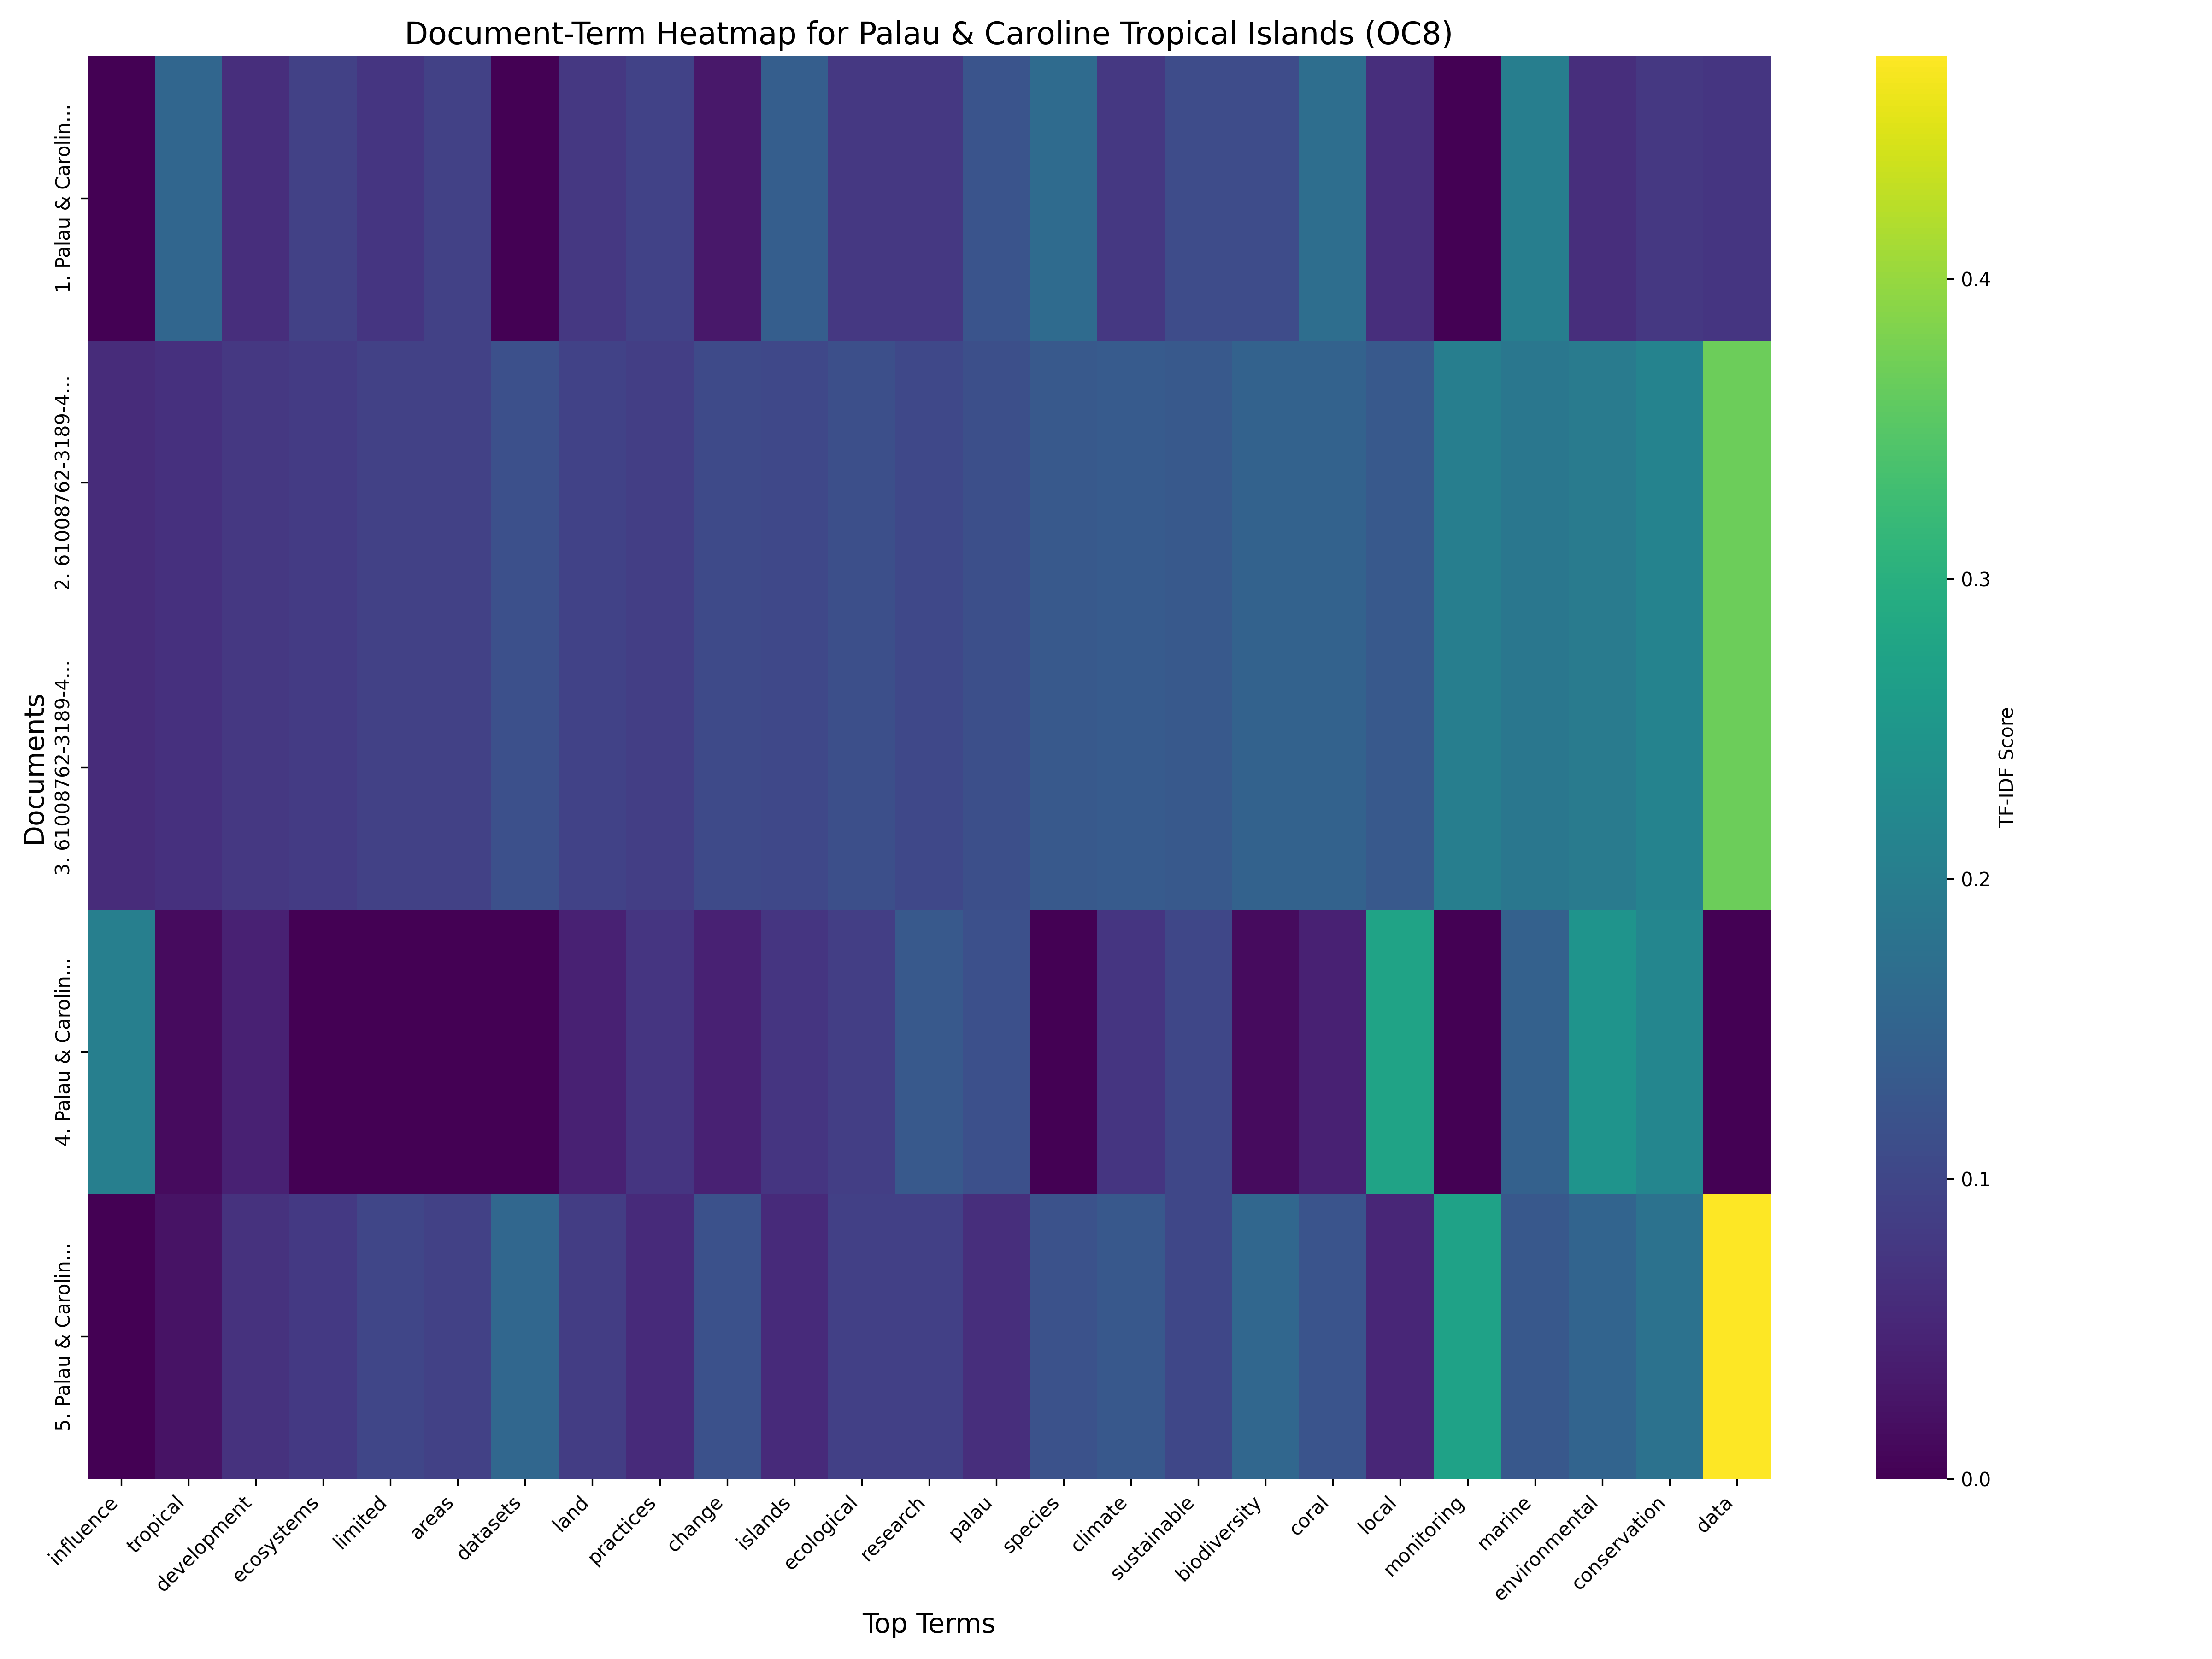 Document-Term Heatmap for Palau & Caroline Tropical Islands (OC8)
Documents
1. Palau & Carolin...
2. 61008762-3189-4...
3. 61008762-3189-4...
4. Palau & Carolin...
5. Palau & Carolin...
influence
tropical
development
ecosystems
limited
areas
datasets
land
practices
change
islands
ecological
research
palau
species
climate
sustainable
biodiversity
coral
local
monitoring
marine
environmental
conservation
data
Top Terms
0.4
0.3
0.2
0.1
0.0
TF-IDF Score